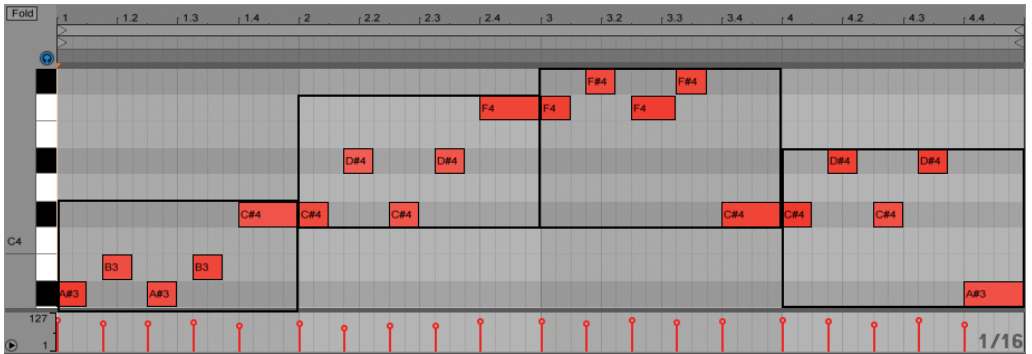 Fold
1 1.2 1.3 1.4 2 2.2 2.3 2.4 3 3.2 3.3 3.4 4 4.2 4.3 4.4
F#4 F#4
F4 F4 F4
D#4 D#4 D#4 D#4
C#4 C#4 C#4 C#4 C#4 C#4
C4
B3 B3
A#3 A#3 A#3
127
1
1/16